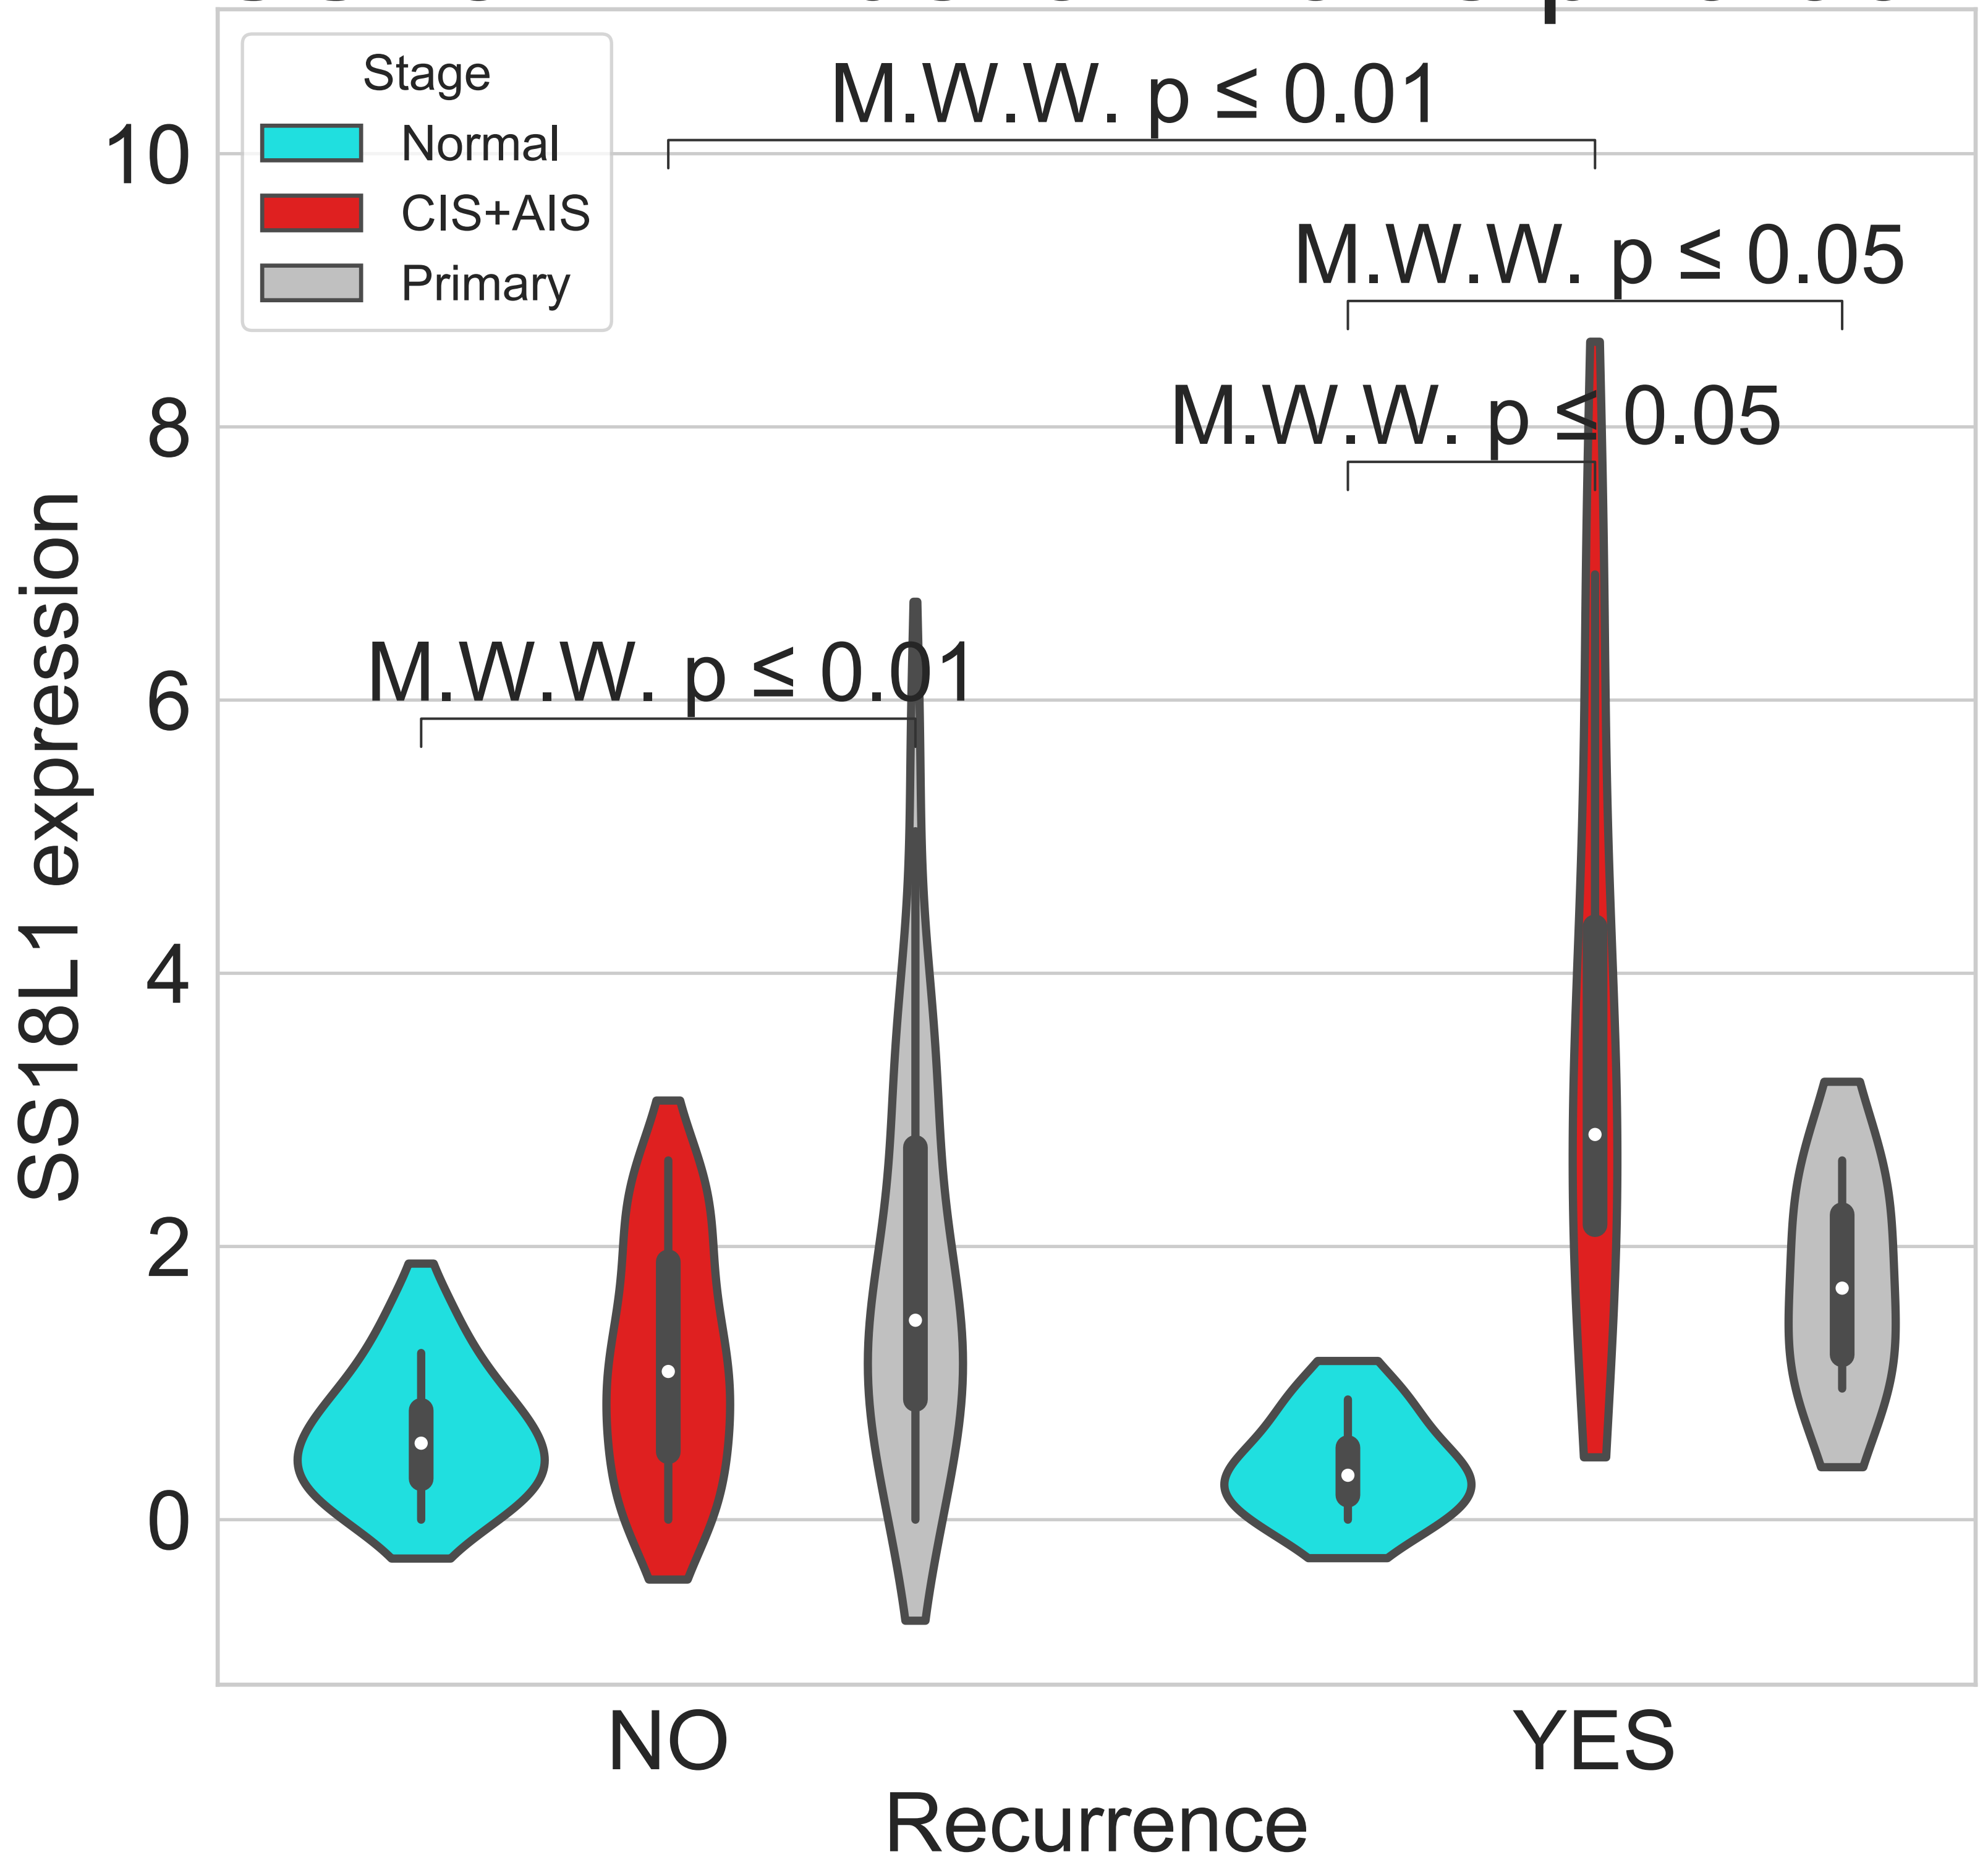 Stage
Normal
CIS+AIS
Primary
M.W.W. p ≤ 0.01
M.W.W. p ≤ 0.05
M.W.W. p ≤ 0.05
M.W.W. p ≤ 0.01
10
8
6
4
2
0
SS18L1 expression
NO
YES
Recurrence